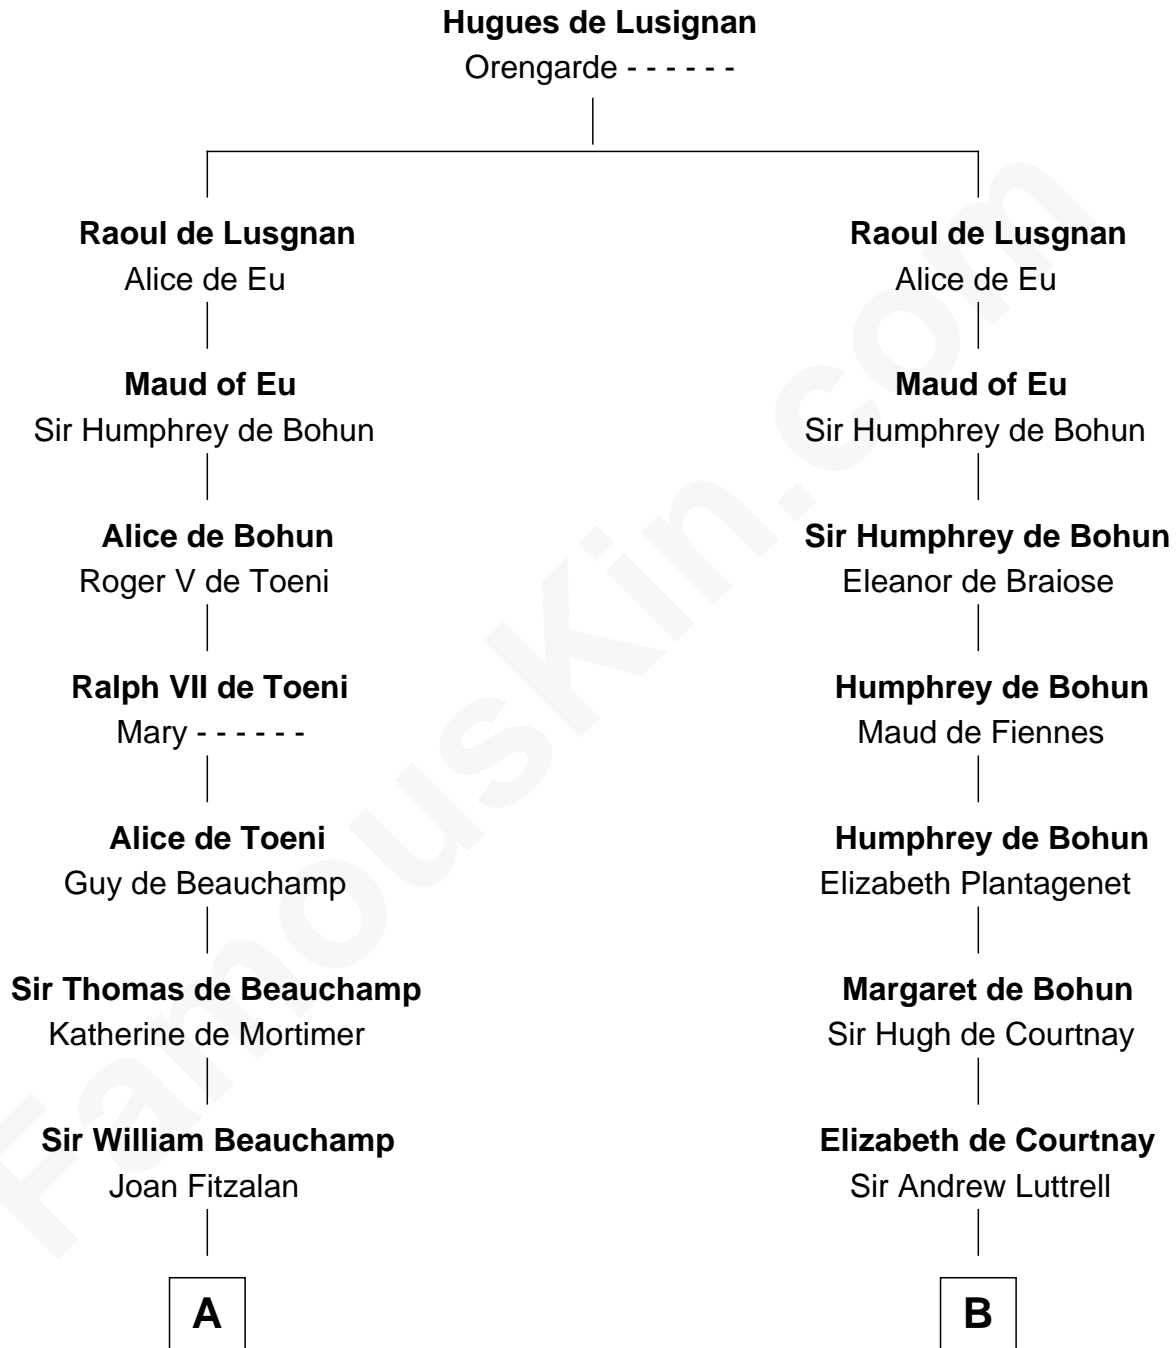 Hugues de Lusignan
Orengarde - - - - - -
Raoul de Lusgnan
Alice de Eu
Maud of Eu
Sir Humphrey de Bohun
Alice de Bohun
Roger V de Toeni
Ralph VII de Toeni
Mary - - - - - -
Alice de Toeni
Guy de Beauchamp
Sir Thomas de Beauchamp
Katherine de Mortimer
Sir William Beauchamp
Joan Fitzalan
A
Raoul de Lusgnan
Alice de Eu
Maud of Eu
Sir Humphrey de Bohun
Sir Humphrey de Bohun
Eleanor de Braiose
Humphrey de Bohun
Maud de Fiennes
Humphrey de Bohun
Elizabeth Plantagenet
Margaret de Bohun
Sir Hugh de Courtnay
Elizabeth de Courtnay
Sir Andrew Luttrell
B
FamousKin.com